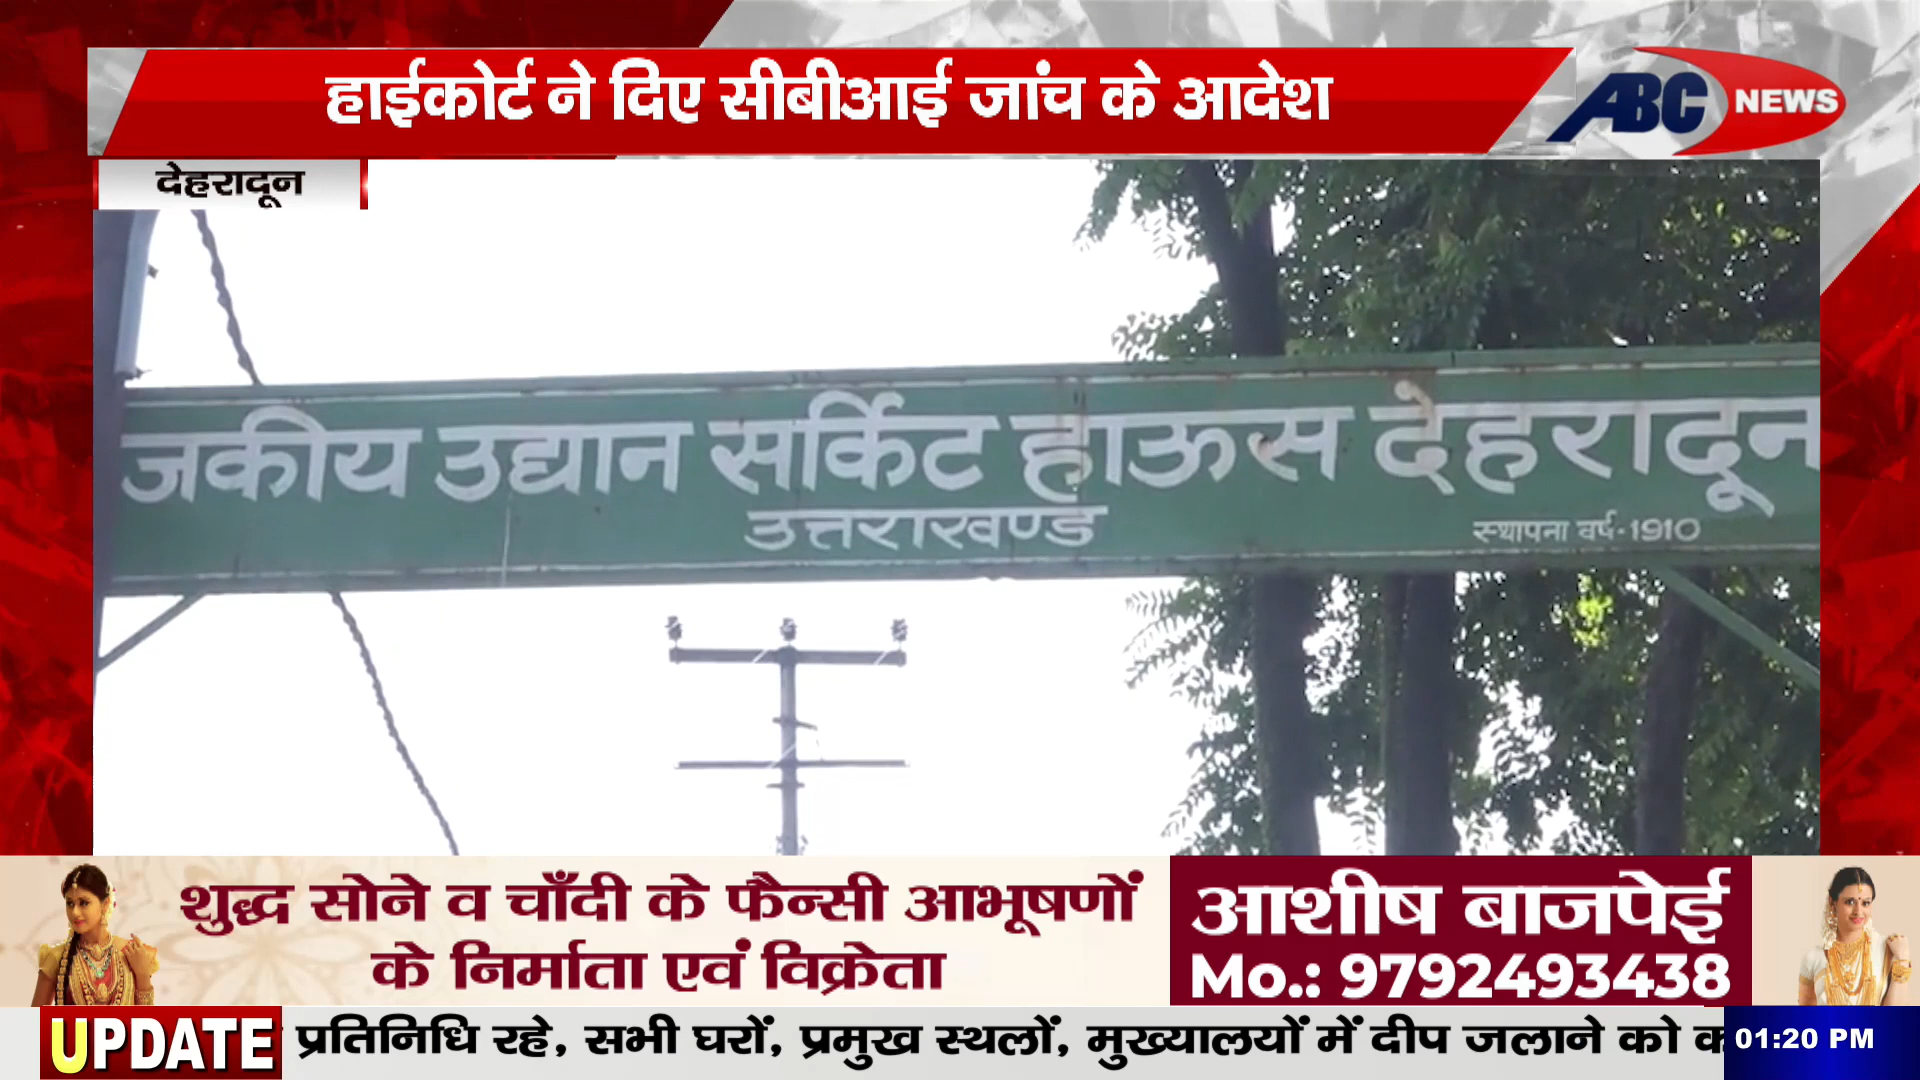 हाईकोर्ट ने दिए सीबीआई जांच के आदेश
ABC NEWS
देहरादून
जकीय उद्यान सर्किट हाऊस देहरादून
उत्तराखण्ड
स्थापना वर्ष-1910
शुद्ध सोने व चाँदी के फैन्सी आभूषणों
के निर्माता एवं विक्रेता
आशीष बाजपेई
Mo.: 9792493438
UPDATE
प्रतिनिधि रहे, सभी घरों, प्रमुख स्थलों, मुख्यालयों में दीप जलाने को
01:20 PM